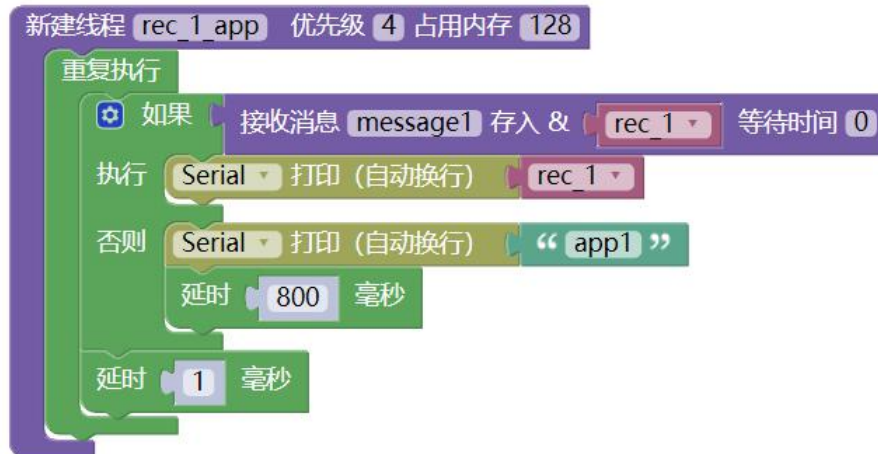 新建线程 rec_1_app 优先级 4 占用内存 128
重复执行
如果 接收消息 message1 存入 & rec_1 等待时间 0
执行 Serial 打印（自动换行） rec_1
否则 Serial 打印（自动换行） “ app1 ”
延时 800 毫秒
延时 1 毫秒